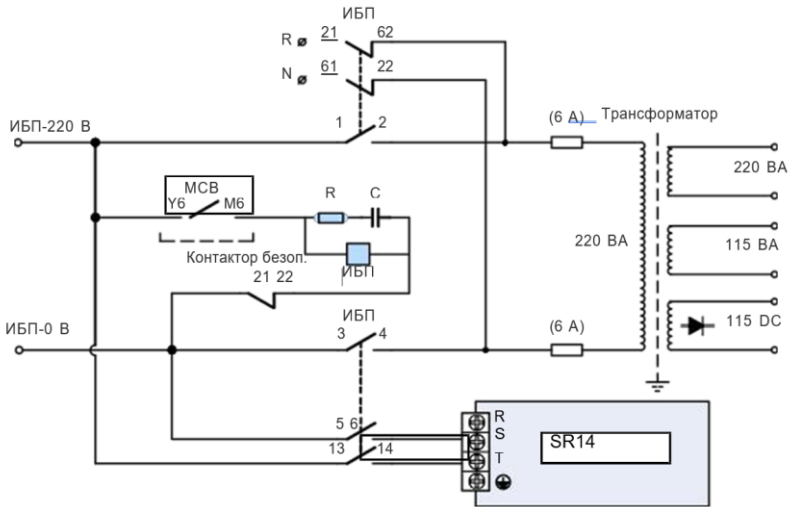 ИБП
R 21 62
N 61 22
ИБП-220 В
1 2
(6 А)
Трансформатор
МСВ
Y6 M6
R C
220 ВА
220 ВА
115 ВА
115 DC
Контактор безоп.
21 22
ИБП
ИБП-0 В
ИБП
3 4
(6 А)
5 6
13 14
R
S
T
SR14